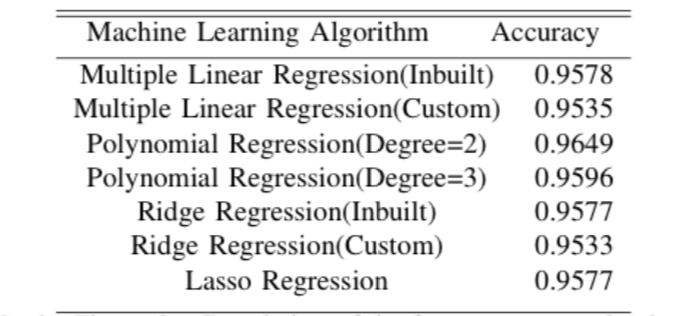 Machine Learning Algorithm Accuracy
Multiple Linear Regression(Inbuilt) 0.9578
Multiple Linear Regression(Custom) 0.9535
Polynomial Regression(Degree=2) 0.9649
Polynomial Regression(Degree=3) 0.9596
Ridge Regression(Inbuilt) 0.9577
Ridge Regression(Custom) 0.9533
Lasso Regression 0.9577